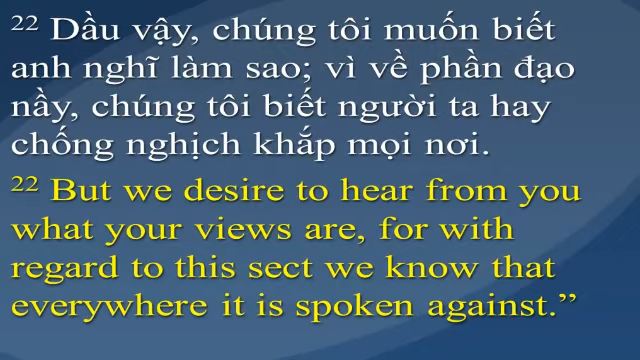 22 Dầu vậy, chúng tôi muốn biết
anh nghĩ làm sao; vì về phần đạo
nầy, chúng tôi biết người ta hay
chống nghịch khắp mọi nơi.
22 But we desire to hear from you
what your views are, for with
regard to this sect we know that
everywhere it is spoken against.”